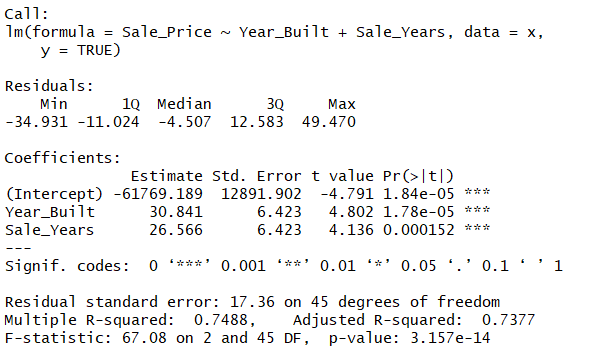 Call:
lm(formula = Sale_Price ~ Year_Built + Sale_Years, data = x,
    y = TRUE)

Residuals:
    Min      1Q  Median      3Q     Max
-34.931 -11.024  -4.507  12.583  49.470

Coefficients:
              Estimate Std. Error t value Pr(>|t|)
(Intercept) -61769.189  12891.902  -4.791 1.84e-05 ***
Year_Built      30.841      6.423   4.802 1.78e-05 ***
Sale_Years      26.566      6.423   4.136 0.000152 ***
---
Signif. codes:  0 ‘***’ 0.001 ‘**’ 0.01 ‘*’ 0.05 ‘.’ 0.1 ‘ ’ 1

Residual standard error: 17.36 on 45 degrees of freedom
Multiple R-squared:  0.7488,    Adjusted R-squared:  0.7377
F-statistic: 67.08 on 2 and 45 DF,  p-value: 3.157e-14